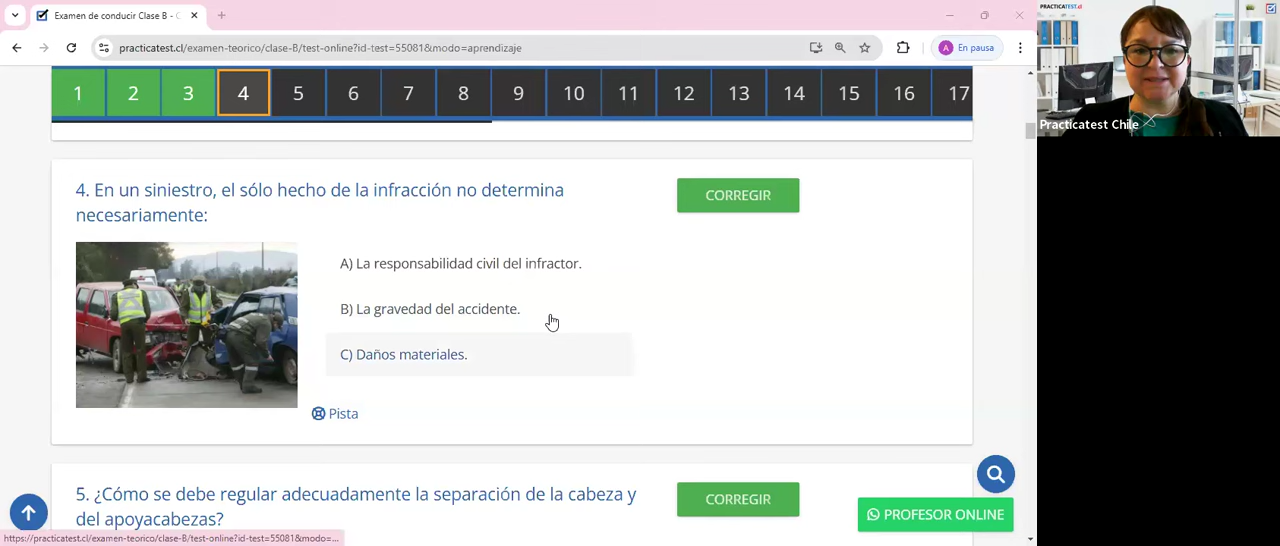 Examen de conducir Clase B - C
practicatest.cl/examen-teorico/clase-B/test-online?id-test=55081&modo=aprendizaje
A
En pausa
PRACTICATEST.cl
Practicatest Chile
1 2 3 4 5 6 7 8 9 10 11 12 13 14 15 16 17
4. En un siniestro, el sólo hecho de la infracción no determina
necesariamente:
CORREGIR
A) La responsabilidad civil del infractor.
B) La gravedad del accidente.
C) Daños materiales.
Pista
5. ¿Cómo se debe regular adecuadamente la separación de la cabeza y
del apoyacabezas?
CORREGIR
PROFESOR ONLINE
https://practicatest.cl/examen-teorico/clase-B/test-online?id-test=55081&modo=...